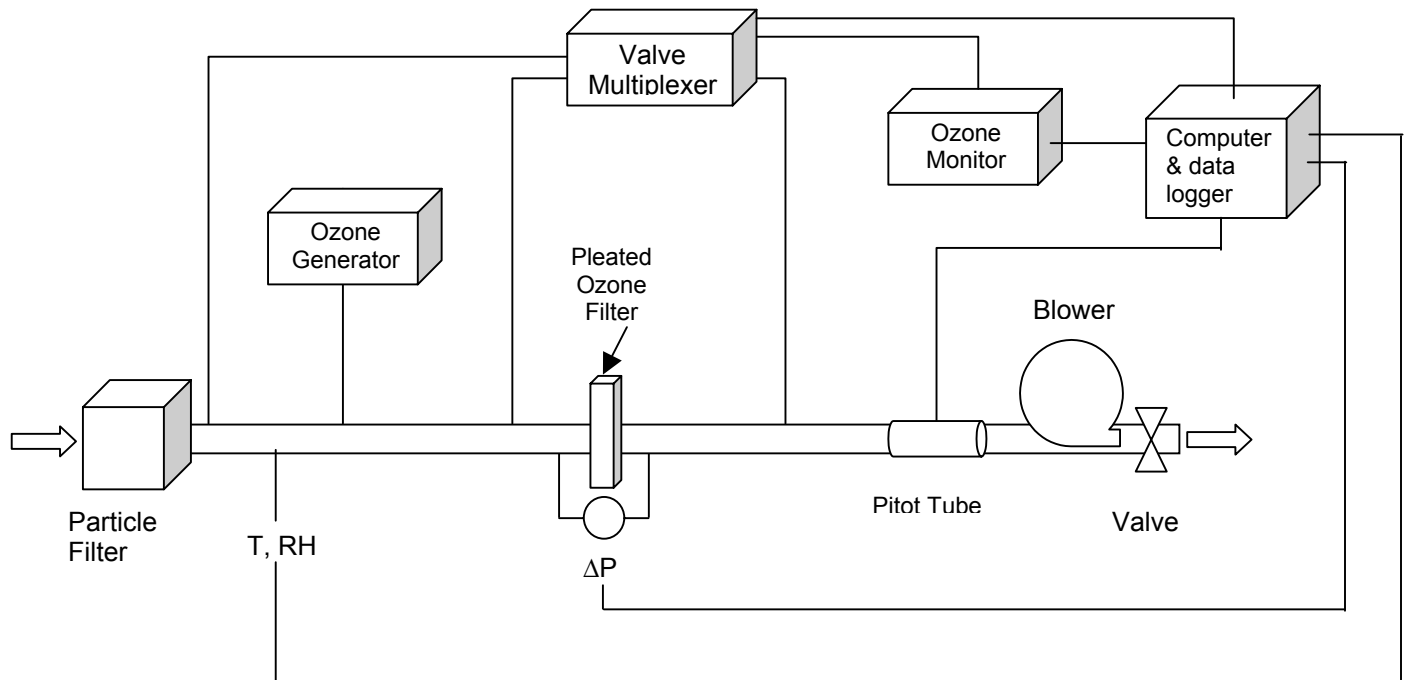 Valve
Multiplexer
Ozone
Monitor
Computer
& data
logger
Ozone
Generator
Pleated
Ozone
Filter
Blower
Particle
Filter
T, RH
ΔP
Pitot Tube
Valve